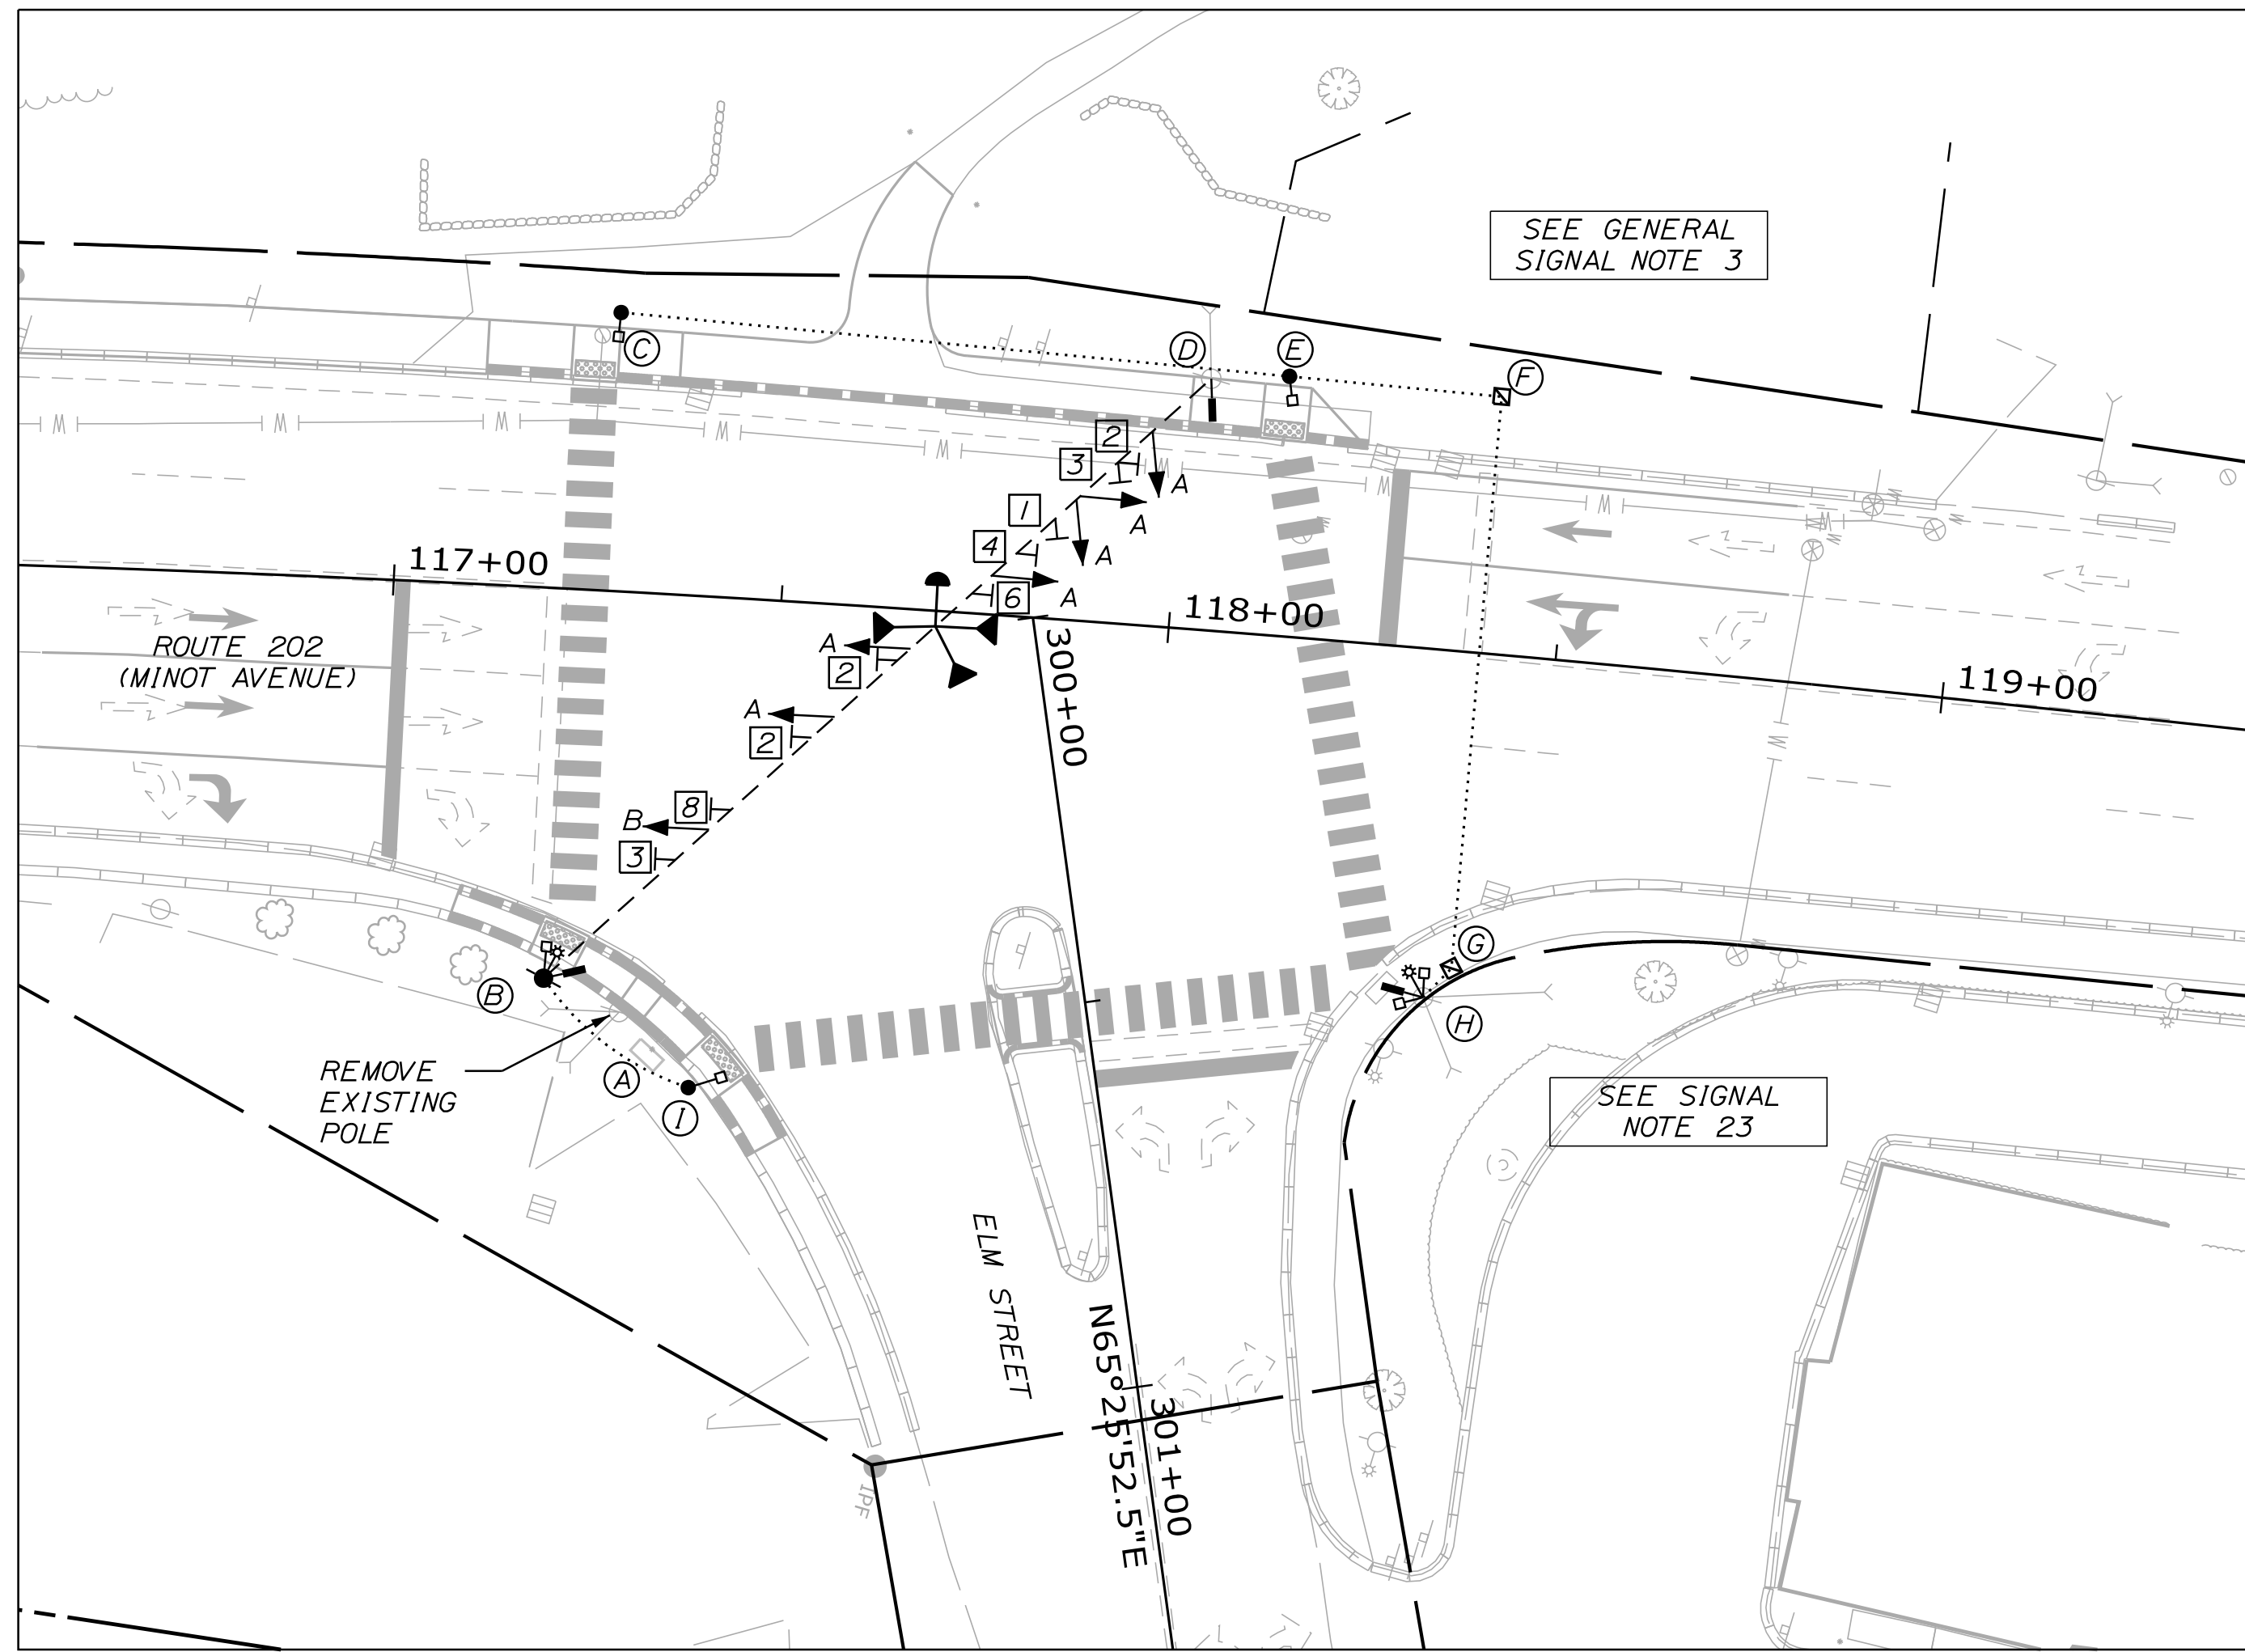 SEE GENERAL
SIGNAL NOTE 3
C
D
E
F
2
3
A
1
A
4
A
117+00
6
A
118+00
ROUTE 202
(MINOT AVENUE)
A
2
300+00
119+00
A
2
8
B
3
G
B
H
REMOVE
EXISTING
POLE
A
I
SEE SIGNAL
NOTE 23
ELM STREET
N65°25'52.5"E
301+00
IPF